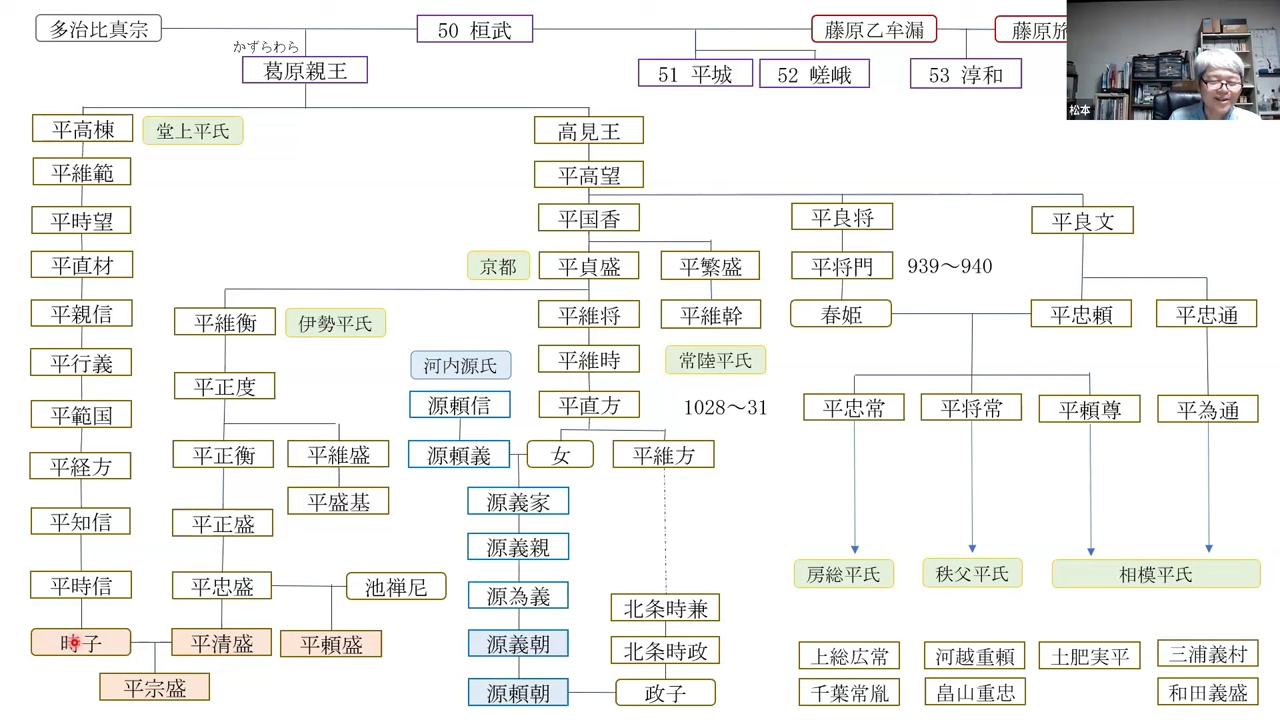 多治比真宗
50 桓武
藤原乙牟漏
藤原旅
かずらわら
葛原親王
51 平城
52 嵯峨
53 淳和
松本
平高棟
堂上平氏
高見王
平維範
平高望
平時望
平国香
平良将
平良文
平直材
京都
平貞盛
平繁盛
平将門
939～940
平親信
平維衡
伊勢平氏
平維将
平維幹
春姫
平忠頼
平忠通
平行義
河内源氏
平維時
常陸平氏
平正度
平範国
源頼信
平直方
1028～31
平忠常
平将常
平頼尊
平為通
平経方
平正衡
平維盛
源頼義
女
平維方
平盛基
源義家
平知信
平正盛
源義親
平時信
平忠盛
池禅尼
源為義
房総平氏
秩父平氏
相模平氏
北条時兼
時子
平清盛
平頼盛
源義朝
北条時政
上総広常
河越重頼
土肥実平
三浦義村
平宗盛
源頼朝
政子
千葉常胤
畠山重忠
和田義盛